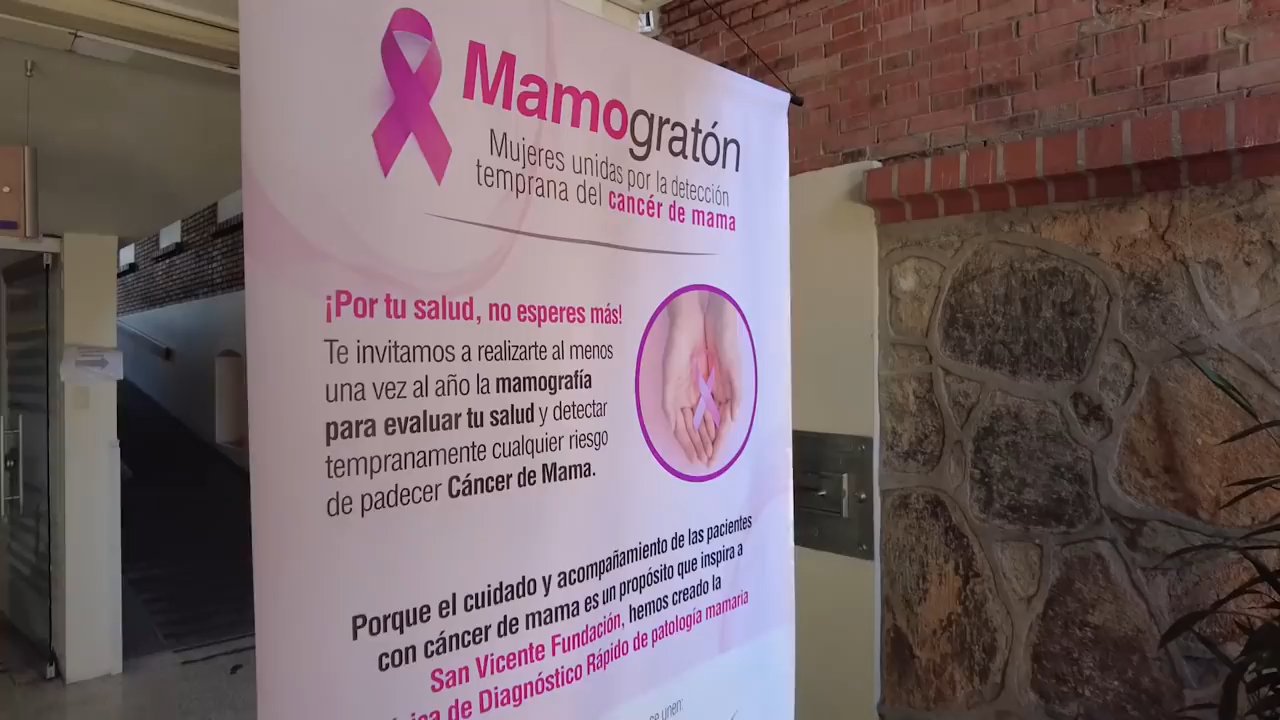 Mamogratón
Mujeres unidas por la detección
temprana del cancér de mama
¡Por tu salud, no esperes más!
Te invitamos a realizarte al menos
una vez al año la mamografía
para evaluar tu salud y detectar
tempranamente cualquier riesgo
de padecer Cáncer de Mama.
Porque el cuidado y acompañamiento de las pacientes
con cáncer de mama es un propósito que inspira a
San Vicente Fundación, hemos creado la
de Diagnóstico Rápido de patología mamaria
se unen: